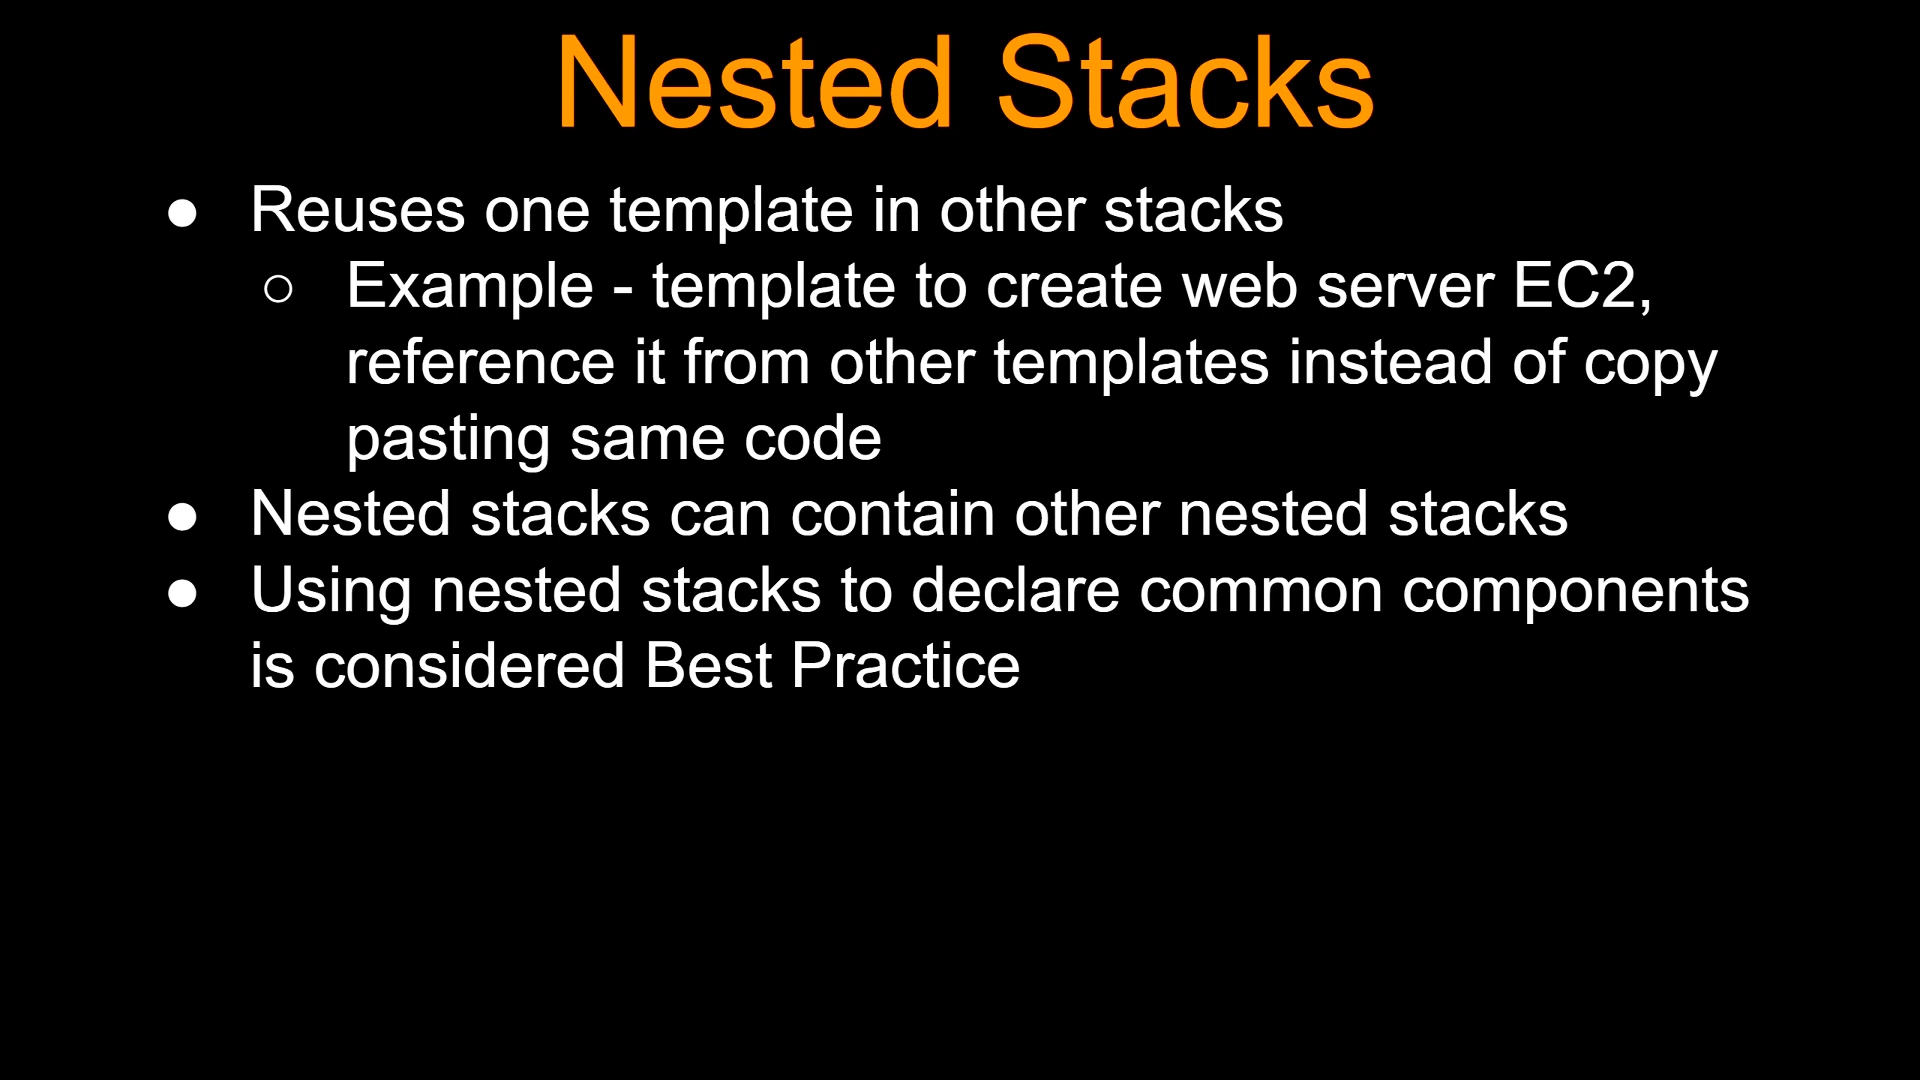 Nested Stacks
● Reuses one template in other stacks
○ Example - template to create web server EC2,
reference it from other templates instead of copy
pasting same code
● Nested stacks can contain other nested stacks
● Using nested stacks to declare common components
is considered Best Practice